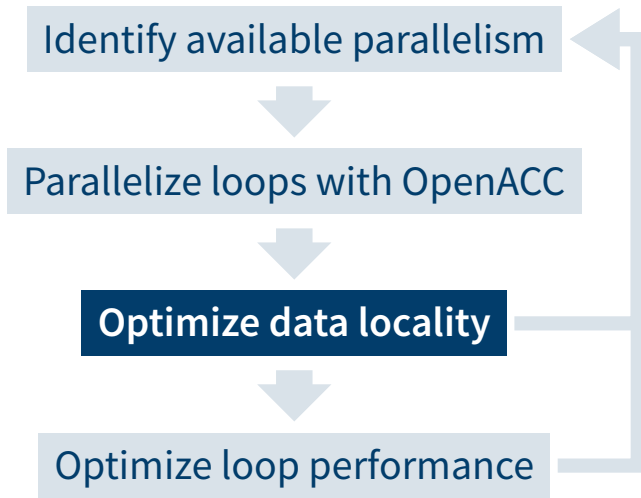 Identify available parallelism
Parallelize loops with OpenACC
Optimize data locality
Optimize loop performance